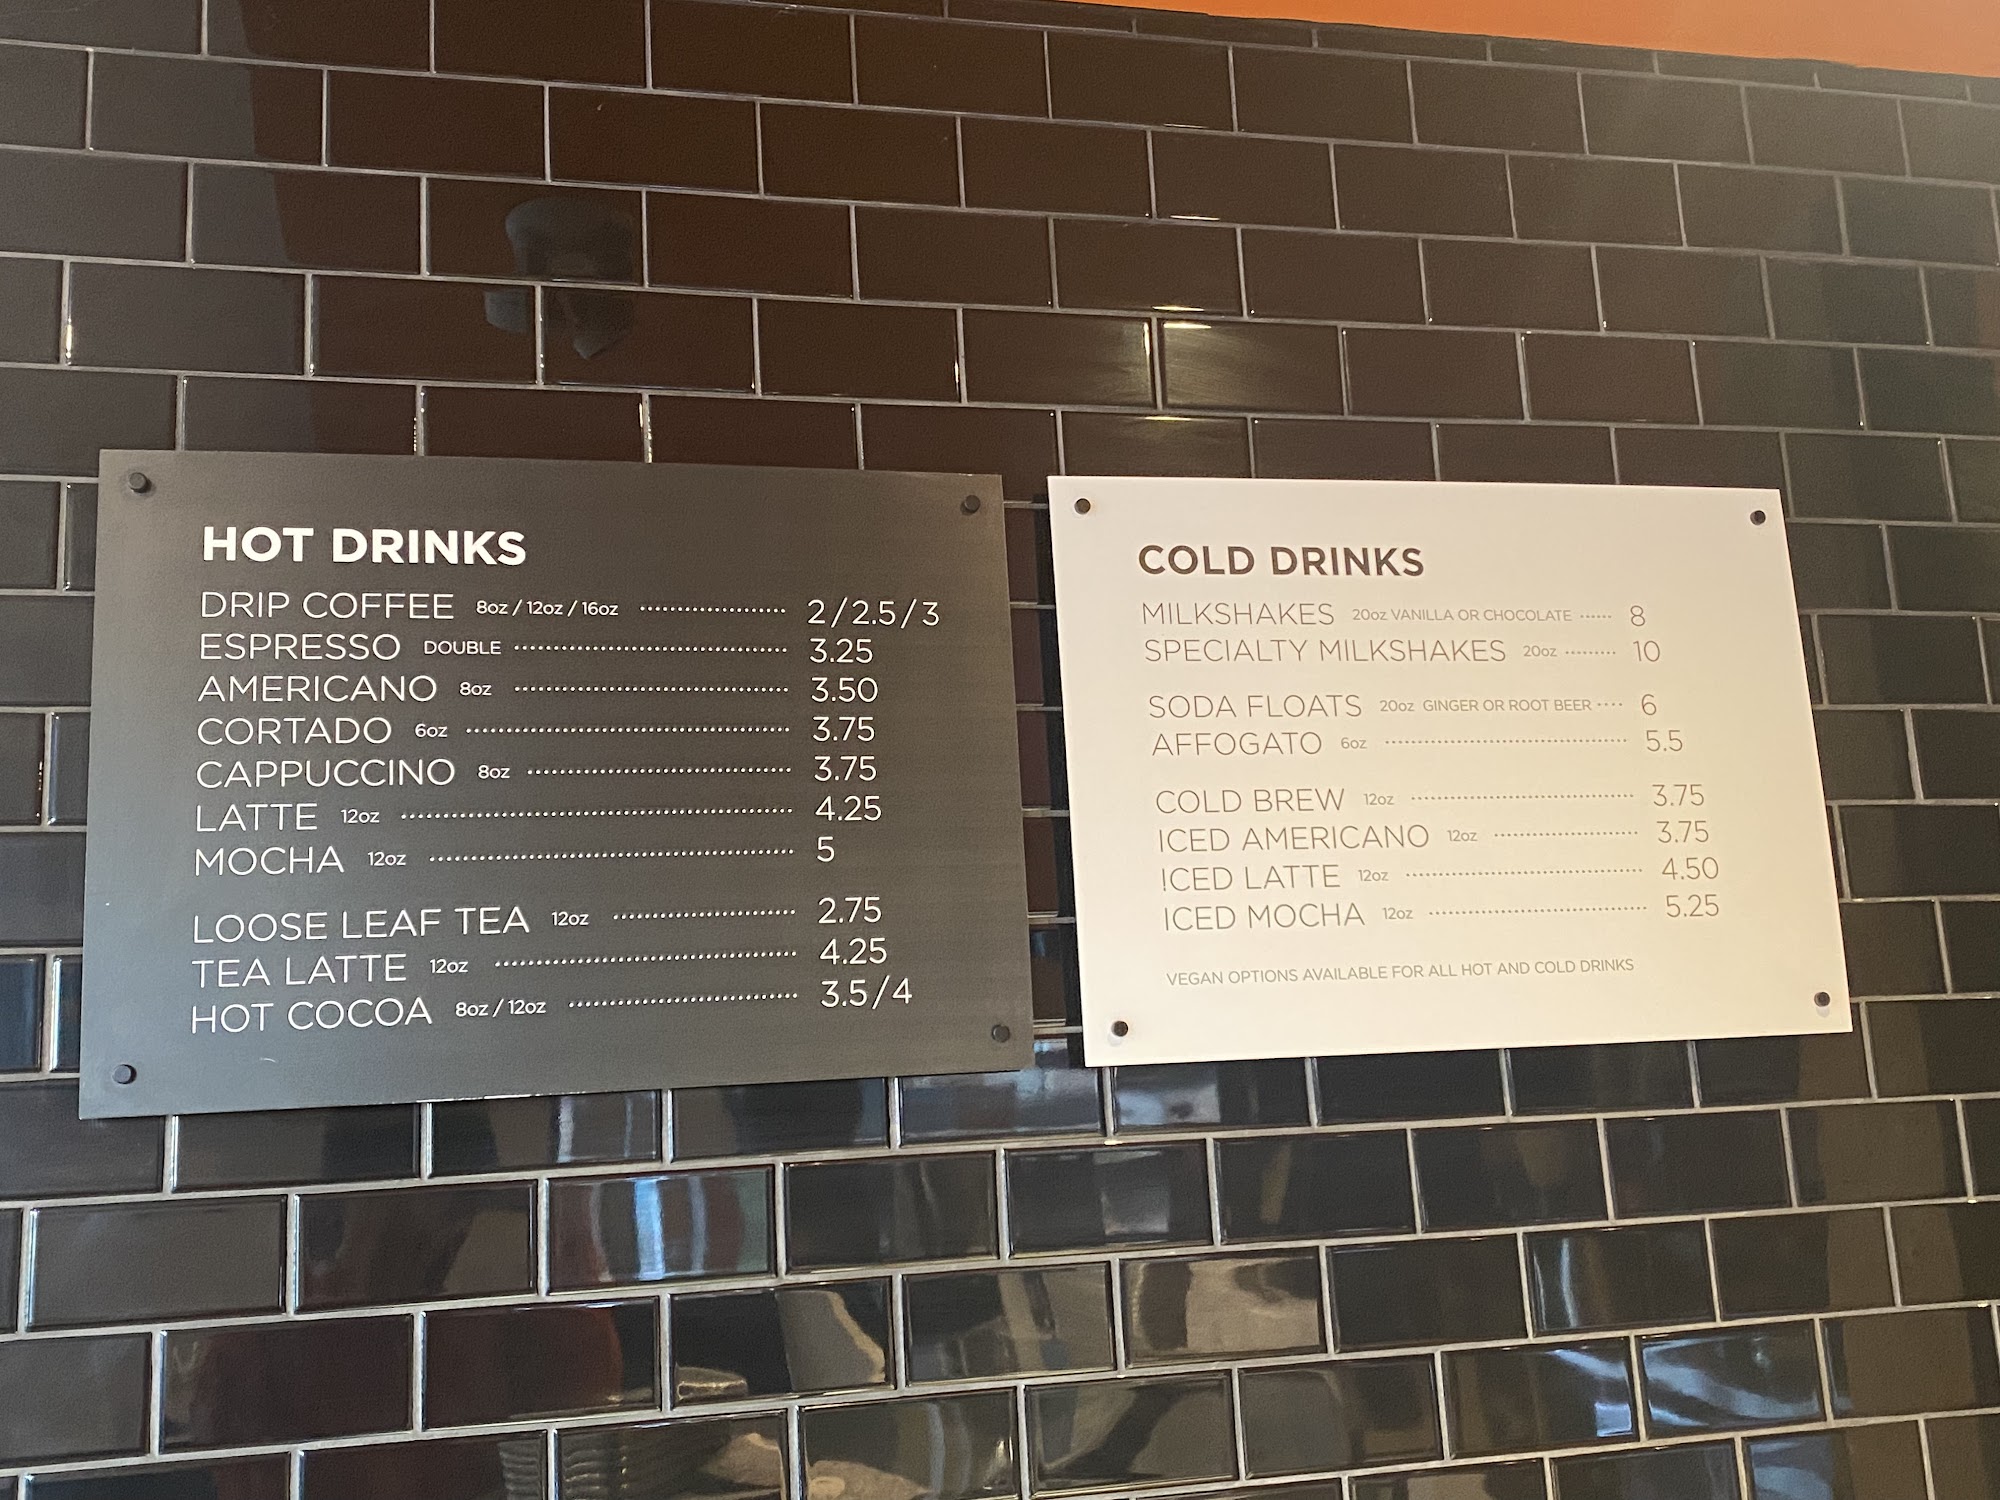 HOT DRINKS
DRIP COFFEE 8oz / 12oz / 16oz ...................... 2 / 2.5 / 3
ESPRESSO DOUBLE ...................... 3.25
AMERICANO 8oz ...................... 3.50
CORTADO 6oz ...................... 3.75
CAPPUCCINO 8oz ...................... 3.75
LATTE 12oz ...................... 4.25
MOCHA 12oz ...................... 5
LOOSE LEAF TEA 12oz ...................... 2.75
TEA LATTE 12oz ...................... 4.25
HOT COCOA 8oz / 12oz ...................... 3.5 / 4
COLD DRINKS
MILKSHAKES 20oz VANILLA OR CHOCOLATE ...... 8
SPECIALTY MILKSHAKES 20oz ......... 10
SODA FLOATS 20oz GINGER OR ROOT BEER .... 6
AFFOGATO 6oz ...................... 5.5
COLD BREW 12oz ...................... 3.75
ICED AMERICANO 12oz ...................... 3.75
ICED LATTE 12oz ...................... 4.50
ICED MOCHA 12oz ...................... 5.25
VEGAN OPTIONS AVAILABLE FOR ALL HOT AND COLD DRINKS